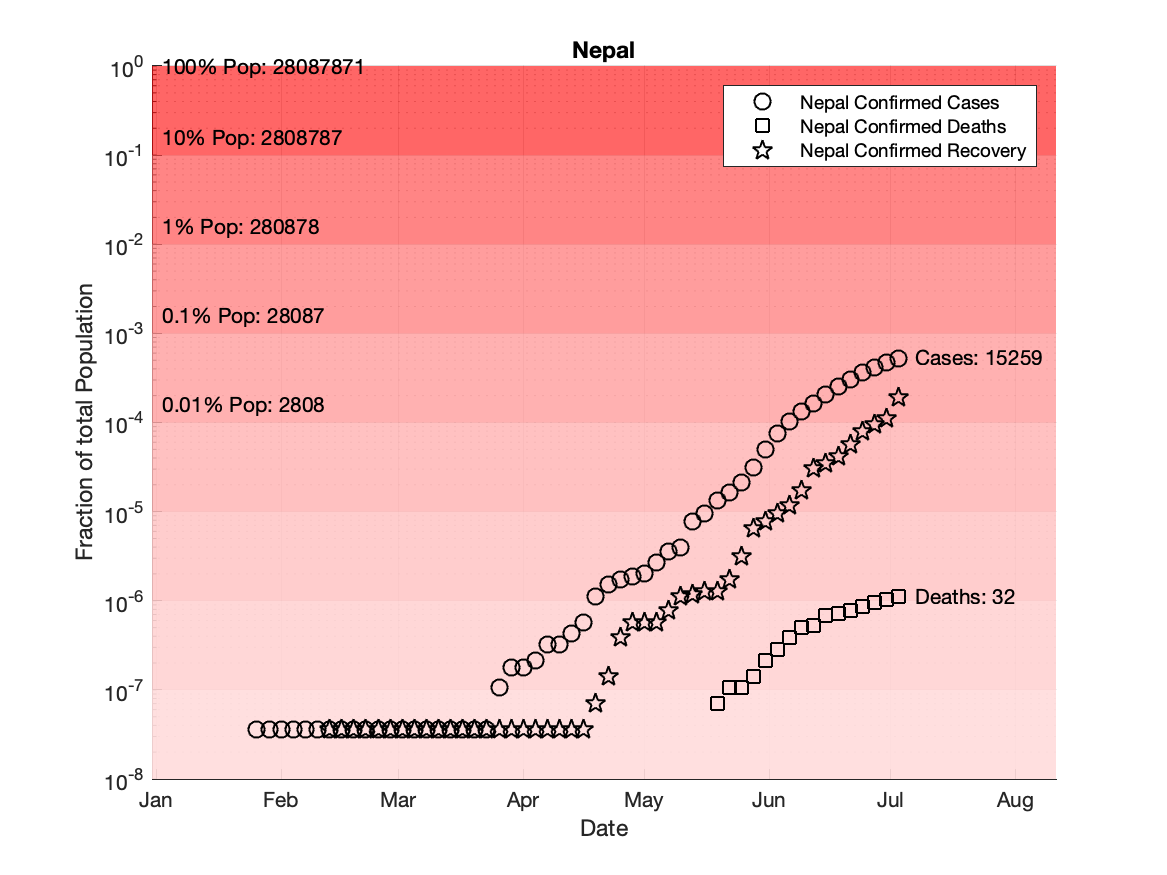 Nepal
10^0
100% Pop: 28087871
Nepal Confirmed Cases
Nepal Confirmed Deaths
Nepal Confirmed Recovery
10% Pop: 2808787
10^-1
1% Pop: 280878
10^-2
0.1% Pop: 28087
10^-3
Cases: 15259
0.01% Pop: 2808
10^-4
Fraction of total Population
10^-5
10^-6
Deaths: 32
10^-7
10^-8
Jan Feb Mar Apr May Jun Jul Aug
Date